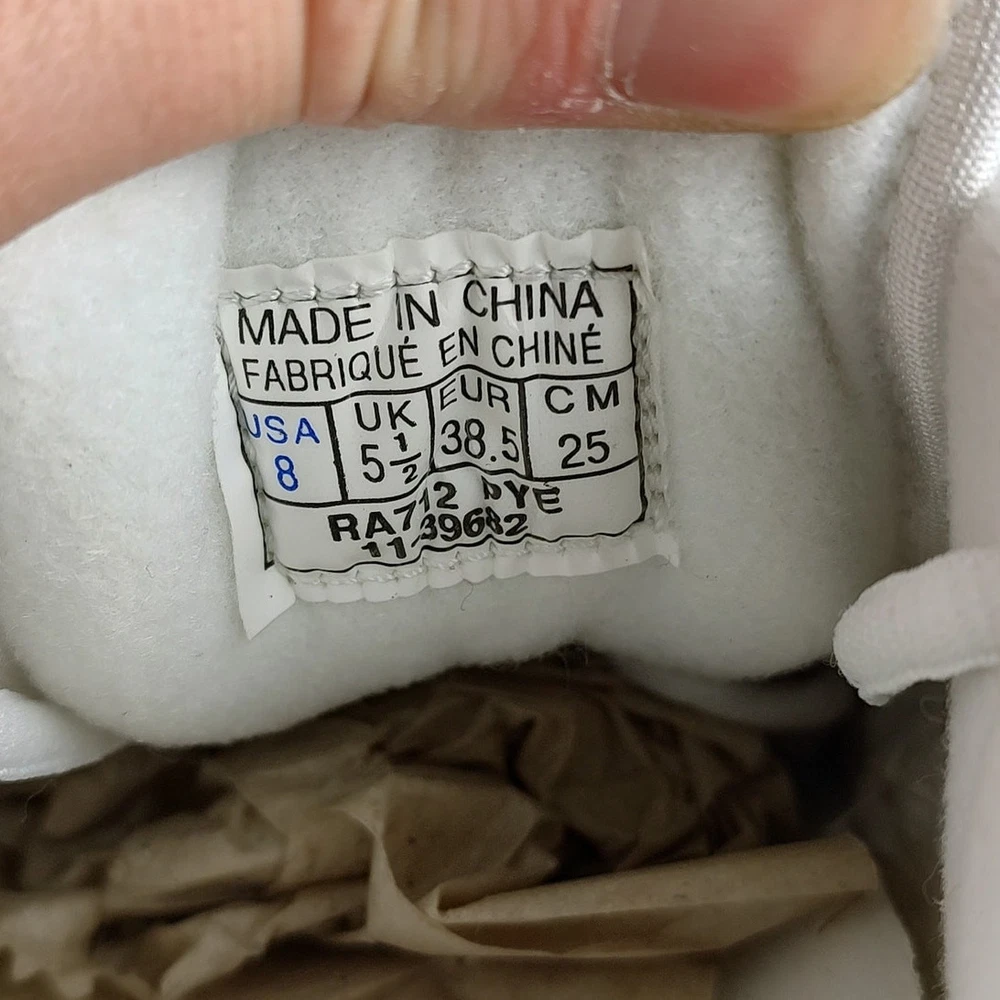 MADE IN CHINA
FABRIQUÉ EN CHINÉ
USA UK EUR CM
8 5 1/2 38.5 25
RA712 PYE
11-39682